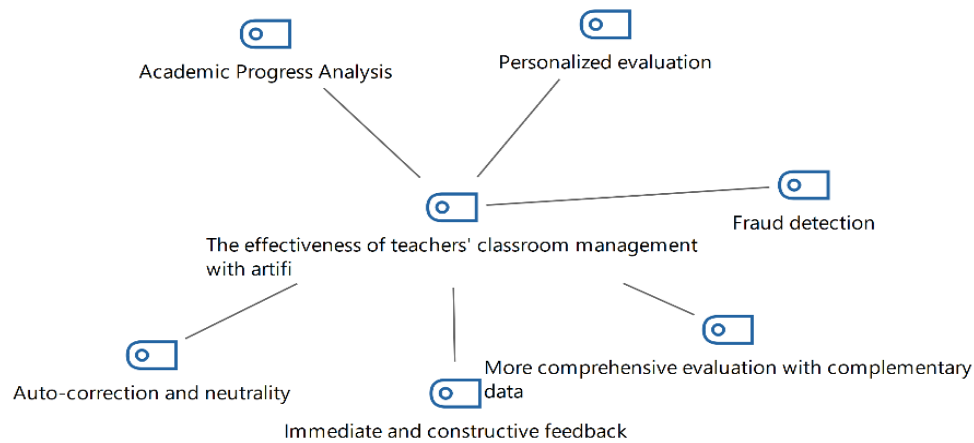 Personalized evaluation
Academic Progress Analysis
Fraud detection
The effectiveness of teachers' classroom management
with artifi
More comprehensive evaluation with complementary
data
Auto-correction and neutrality
Immediate and constructive feedback